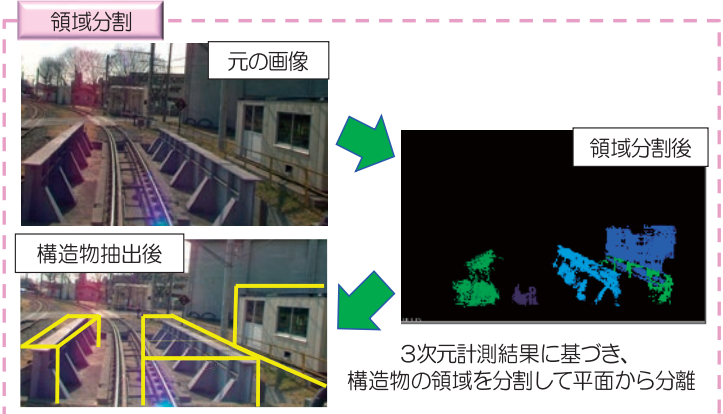 領域分割
元の画像
領域分割後
構造物抽出後
3次元計測結果に基づき、
構造物の領域を分割して平面から分離